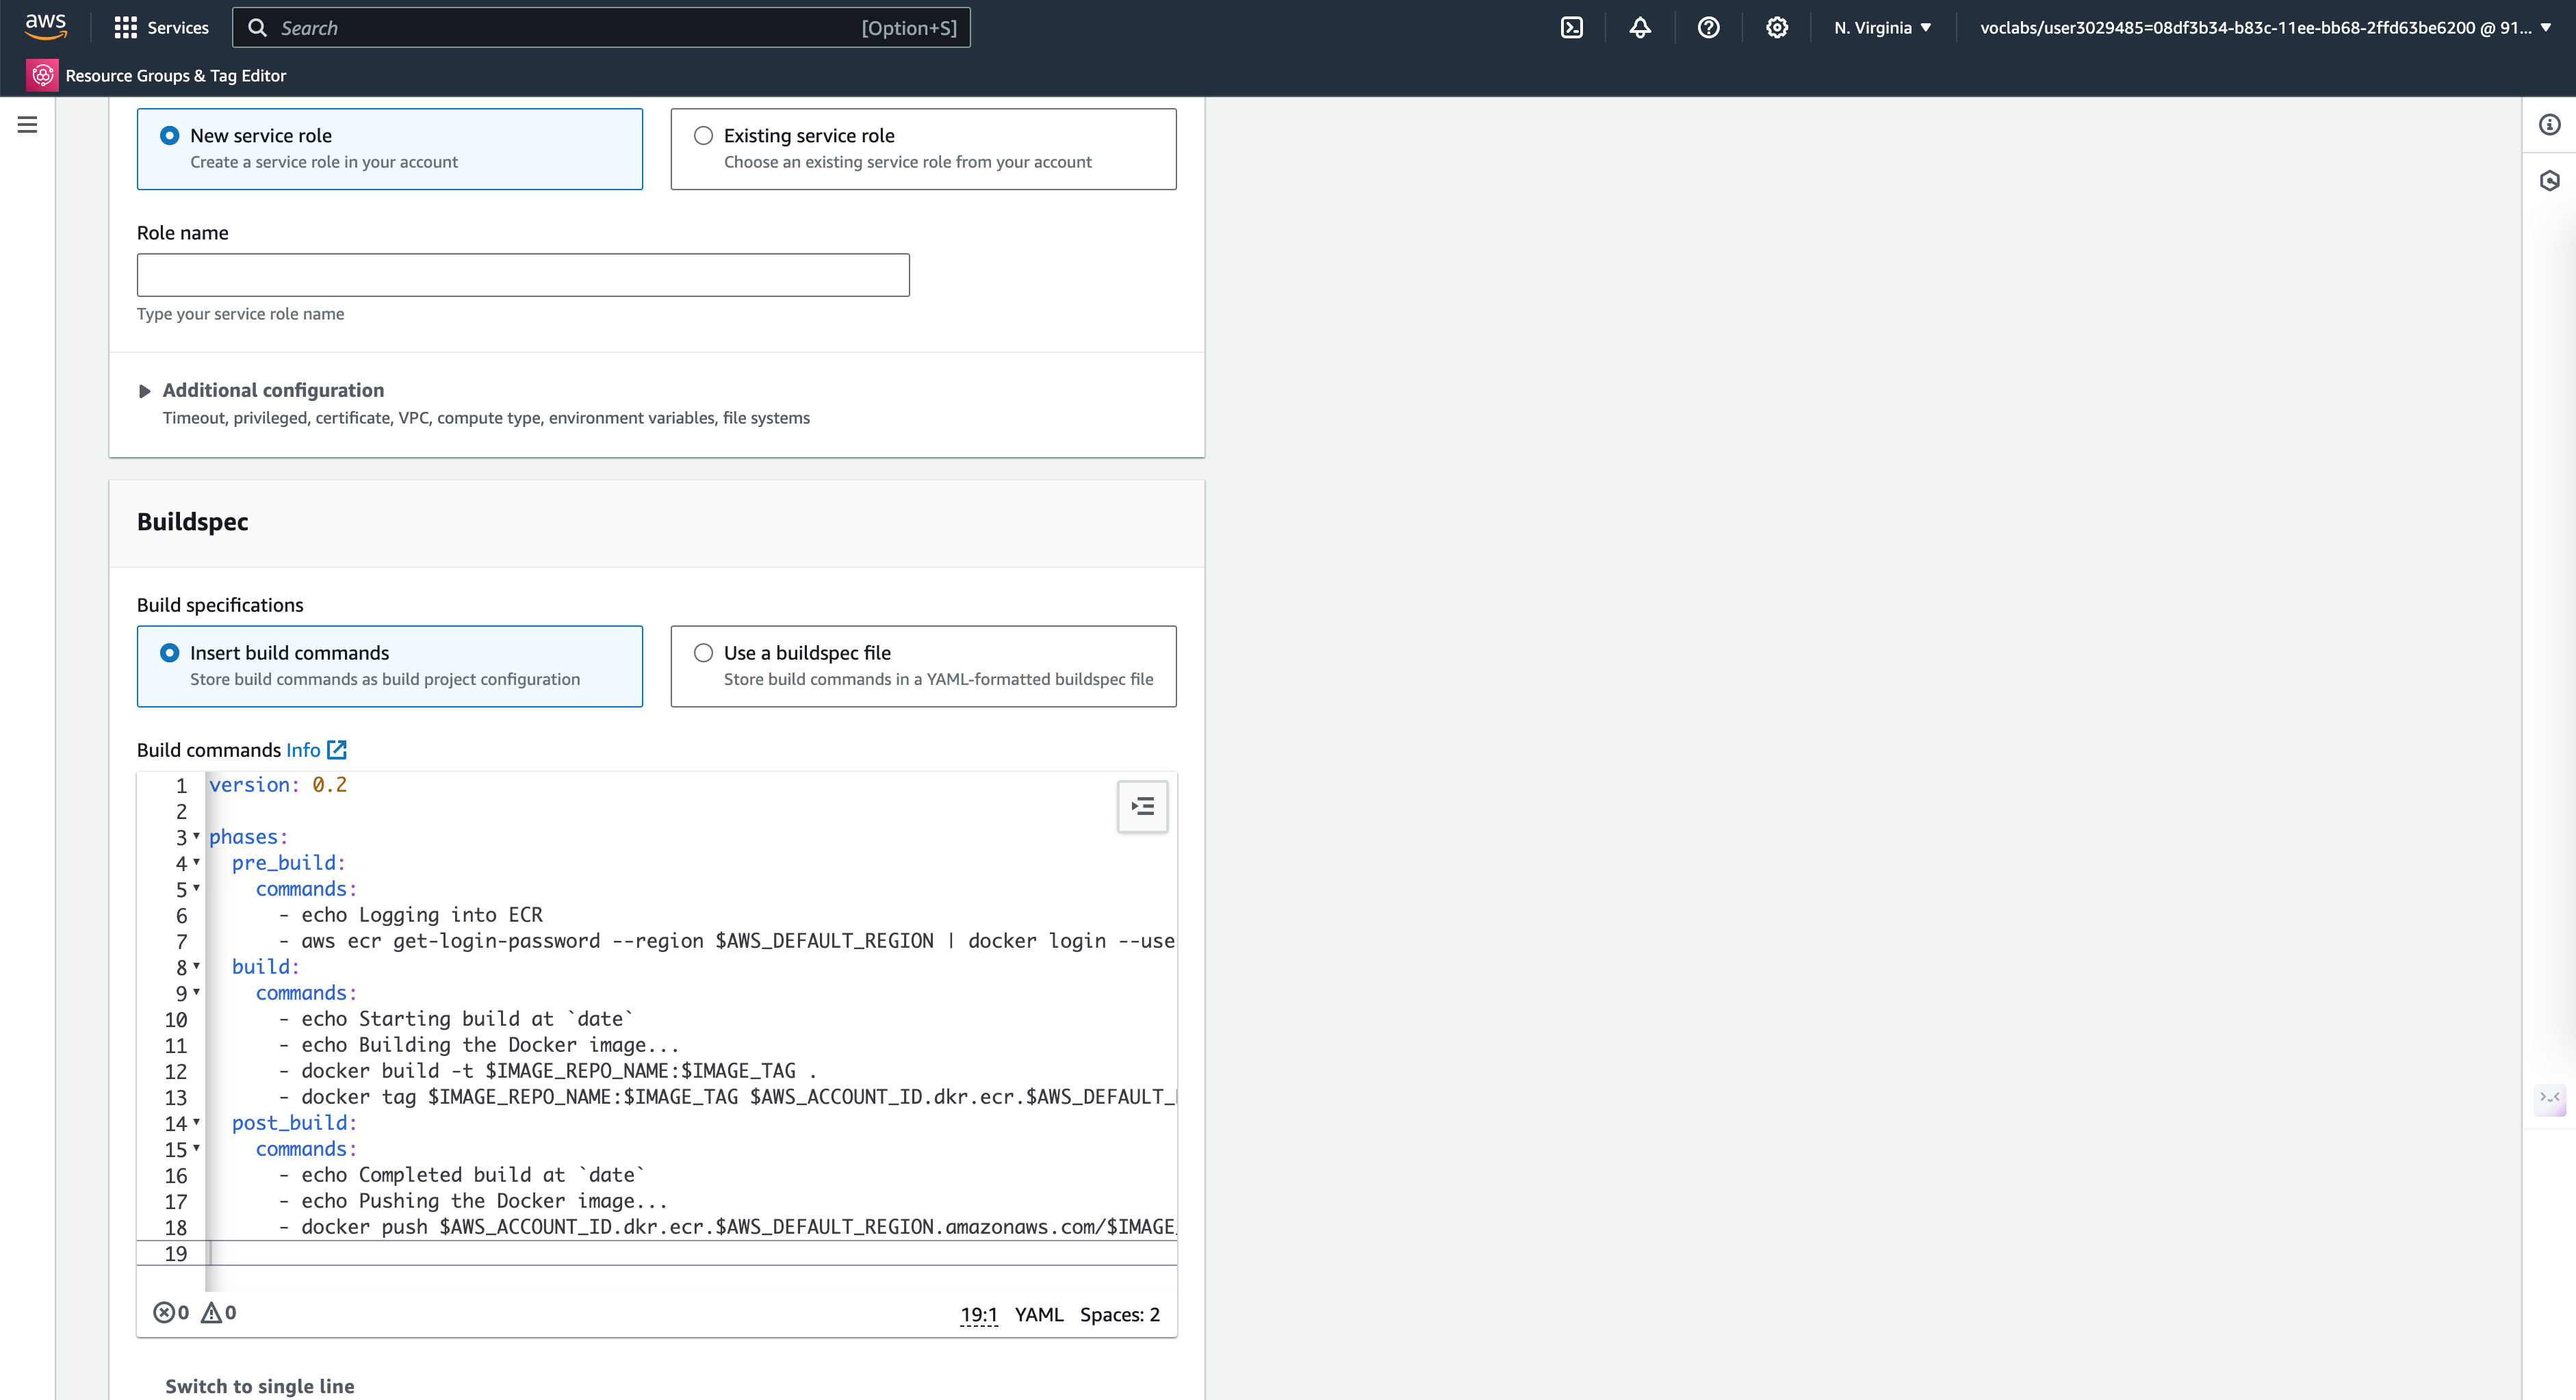 aws
Services
Search
[Option+S]
N. Virginia
voclabs/user3029485=08df3b34-b83c-11ee-bb68-2ffd63be6200 @ 91...
Resource Groups & Tag Editor
New service role
Create a service role in your account
Existing service role
Choose an existing service role from your account
Role name
Type your service role name
Additional configuration
Timeout, privileged, certificate, VPC, compute type, environment variables, file systems
Buildspec
Build specifications
Insert build commands
Store build commands as build project configuration
Use a buildspec file
Store build commands in a YAML-formatted buildspec file
Build commands Info
1 version: 0.2
2
3 phases:
4 pre_build:
5 commands:
6 - echo Logging into ECR
7 - aws ecr get-login-password --region $AWS_DEFAULT_REGION | docker login --use
8 build:
9 commands:
10 - echo Starting build at `date`
11 - echo Building the Docker image...
12 - docker build -t $IMAGE_REPO_NAME:$IMAGE_TAG .
13 - docker tag $IMAGE_REPO_NAME:$IMAGE_TAG $AWS_ACCOUNT_ID.dkr.ecr.$AWS_DEFAULT_
14 post_build:
15 commands:
16 - echo Completed build at `date`
17 - echo Pushing the Docker image...
18 - docker push $AWS_ACCOUNT_ID.dkr.ecr.$AWS_DEFAULT_REGION.amazonaws.com/$IMAGE_
19
0 0
19:1 YAML Spaces: 2
Switch to single line